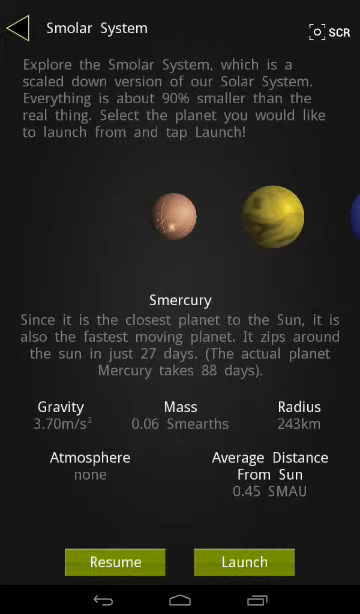 Smolar System
SCR
Explore the Smolar System, which is a
scaled down version of our Solar System.
Everything is about 90% smaller than the
real thing. Select the planet you would like
to launch from and tap Launch!
Smercury
Since it is the closest planet to the Sun, it is
also the fastest moving planet. It zips around
the sun in just 27 days. (The actual planet
Mercury takes 88 days).
Gravity Mass Radius
3.70m/s² 0.06 Smearths 243km
Atmosphere Average Distance
none From Sun
0.45 SMAU
Resume Launch